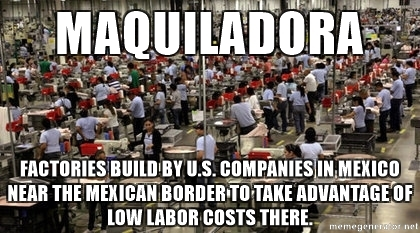 MAQUILADORA
FACTORIES BUILD BY U.S. COMPANIES IN MEXICO
NEAR THE MEXICAN BORDER TO TAKE ADVANTAGE OF
LOW LABOR COSTS THERE.
memegenerator.net